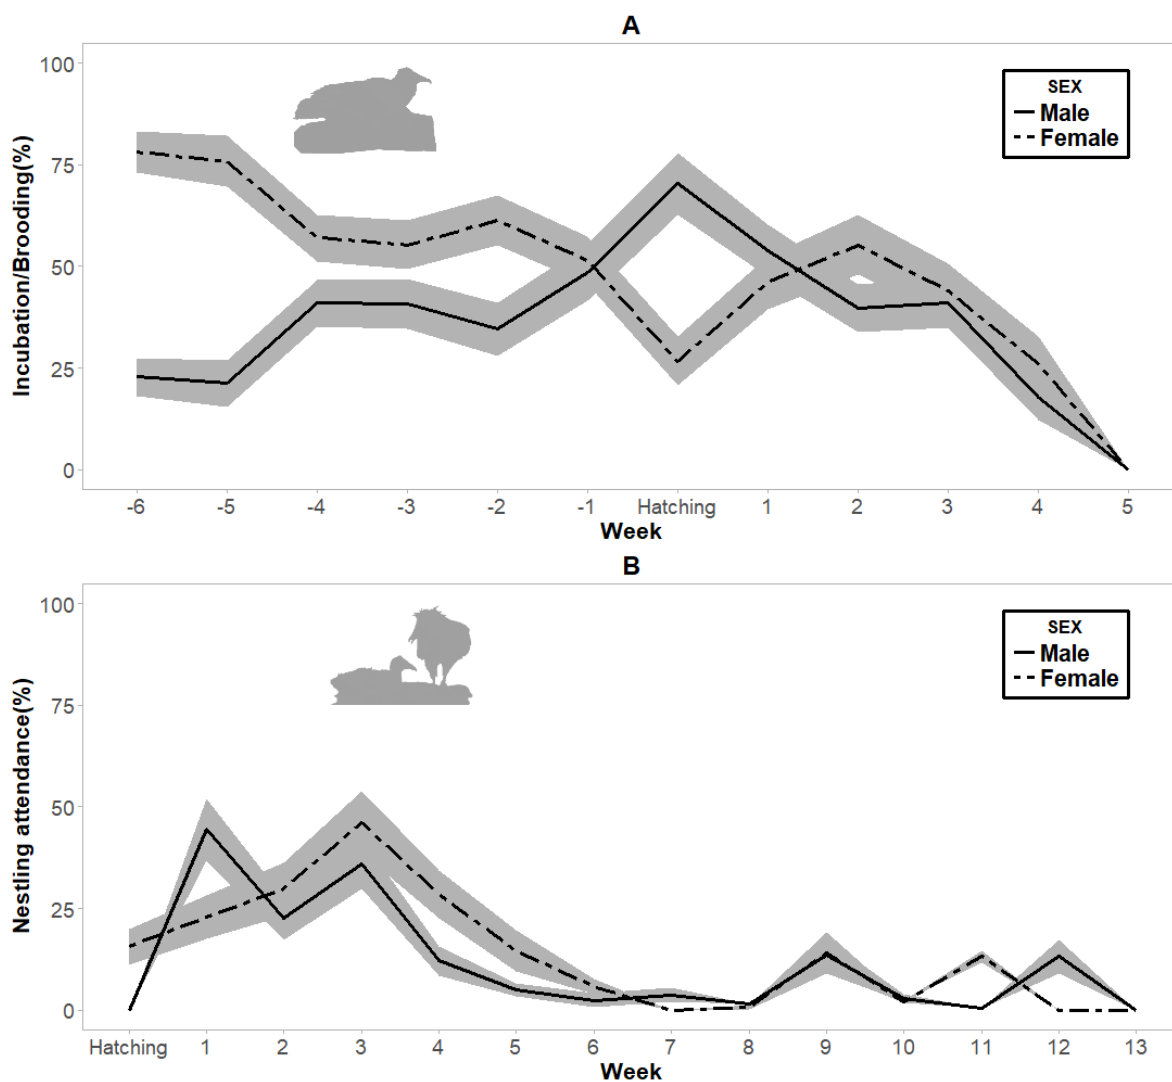 A
Incubation/Brooding(%)
100
75
50
25
0
SEX
Male
Female
-6 -5 -4 -3 -2 -1 Hatching 1 2 3 4 5
Week
B
Nestling attendance(%)
100
75
50
25
0
SEX
Male
Female
Hatching 1 2 3 4 5 6 7 8 9 10 11 12 13
Week